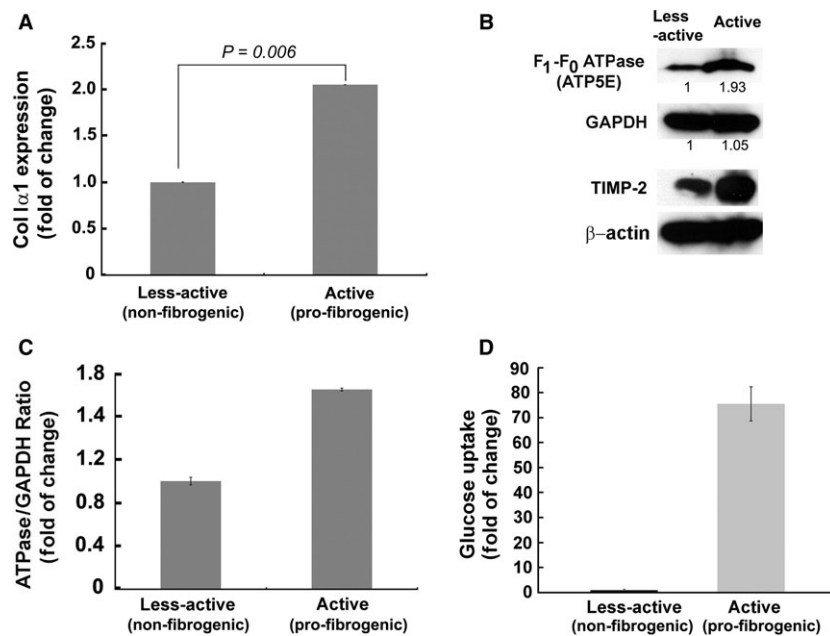 A
P = 0.006
Col Iα1 expression
(fold of change)
2.5
2.0
1.5
1.0
0.5
0
Less-active
(non-fibrogenic)
Active
(pro-fibrogenic)
B
Less
-active
Active
F1-F0 ATPase
(ATP5E)
1 1.93
GAPDH
1 1.05
TIMP-2
β–actin
C
ATPase/GAPDH Ratio
(fold of change)
1.8
1.6
1.2
0.8
0.4
0
Less-active
(non-fibrogenic)
Active
(pro-fibrogenic)
D
Glucose uptake
(fold of change)
90
80
70
60
50
40
30
20
10
0
Less-active
(non-fibrogenic)
Active
(pro-fibrogenic)